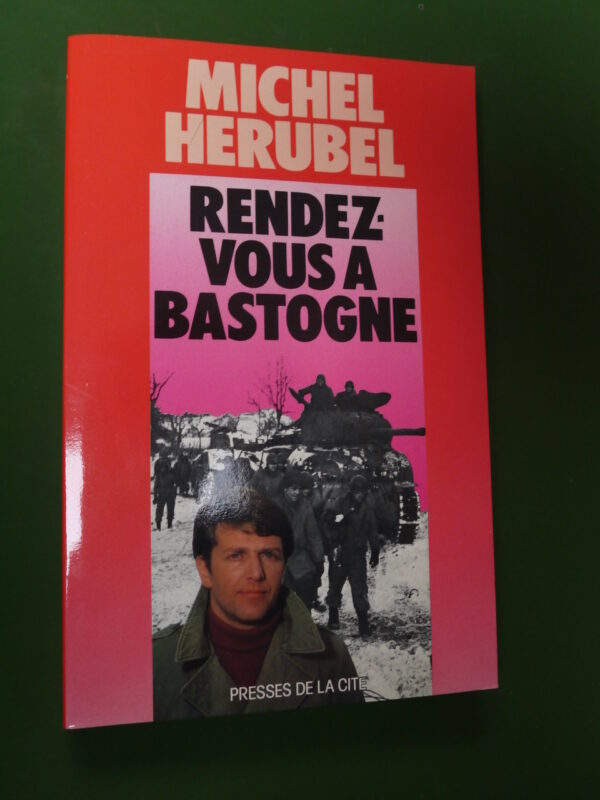 MICHEL
HERUBEL
RENDEZ-
VOUS A
BASTOGNE
PRESSES DE LA CITE